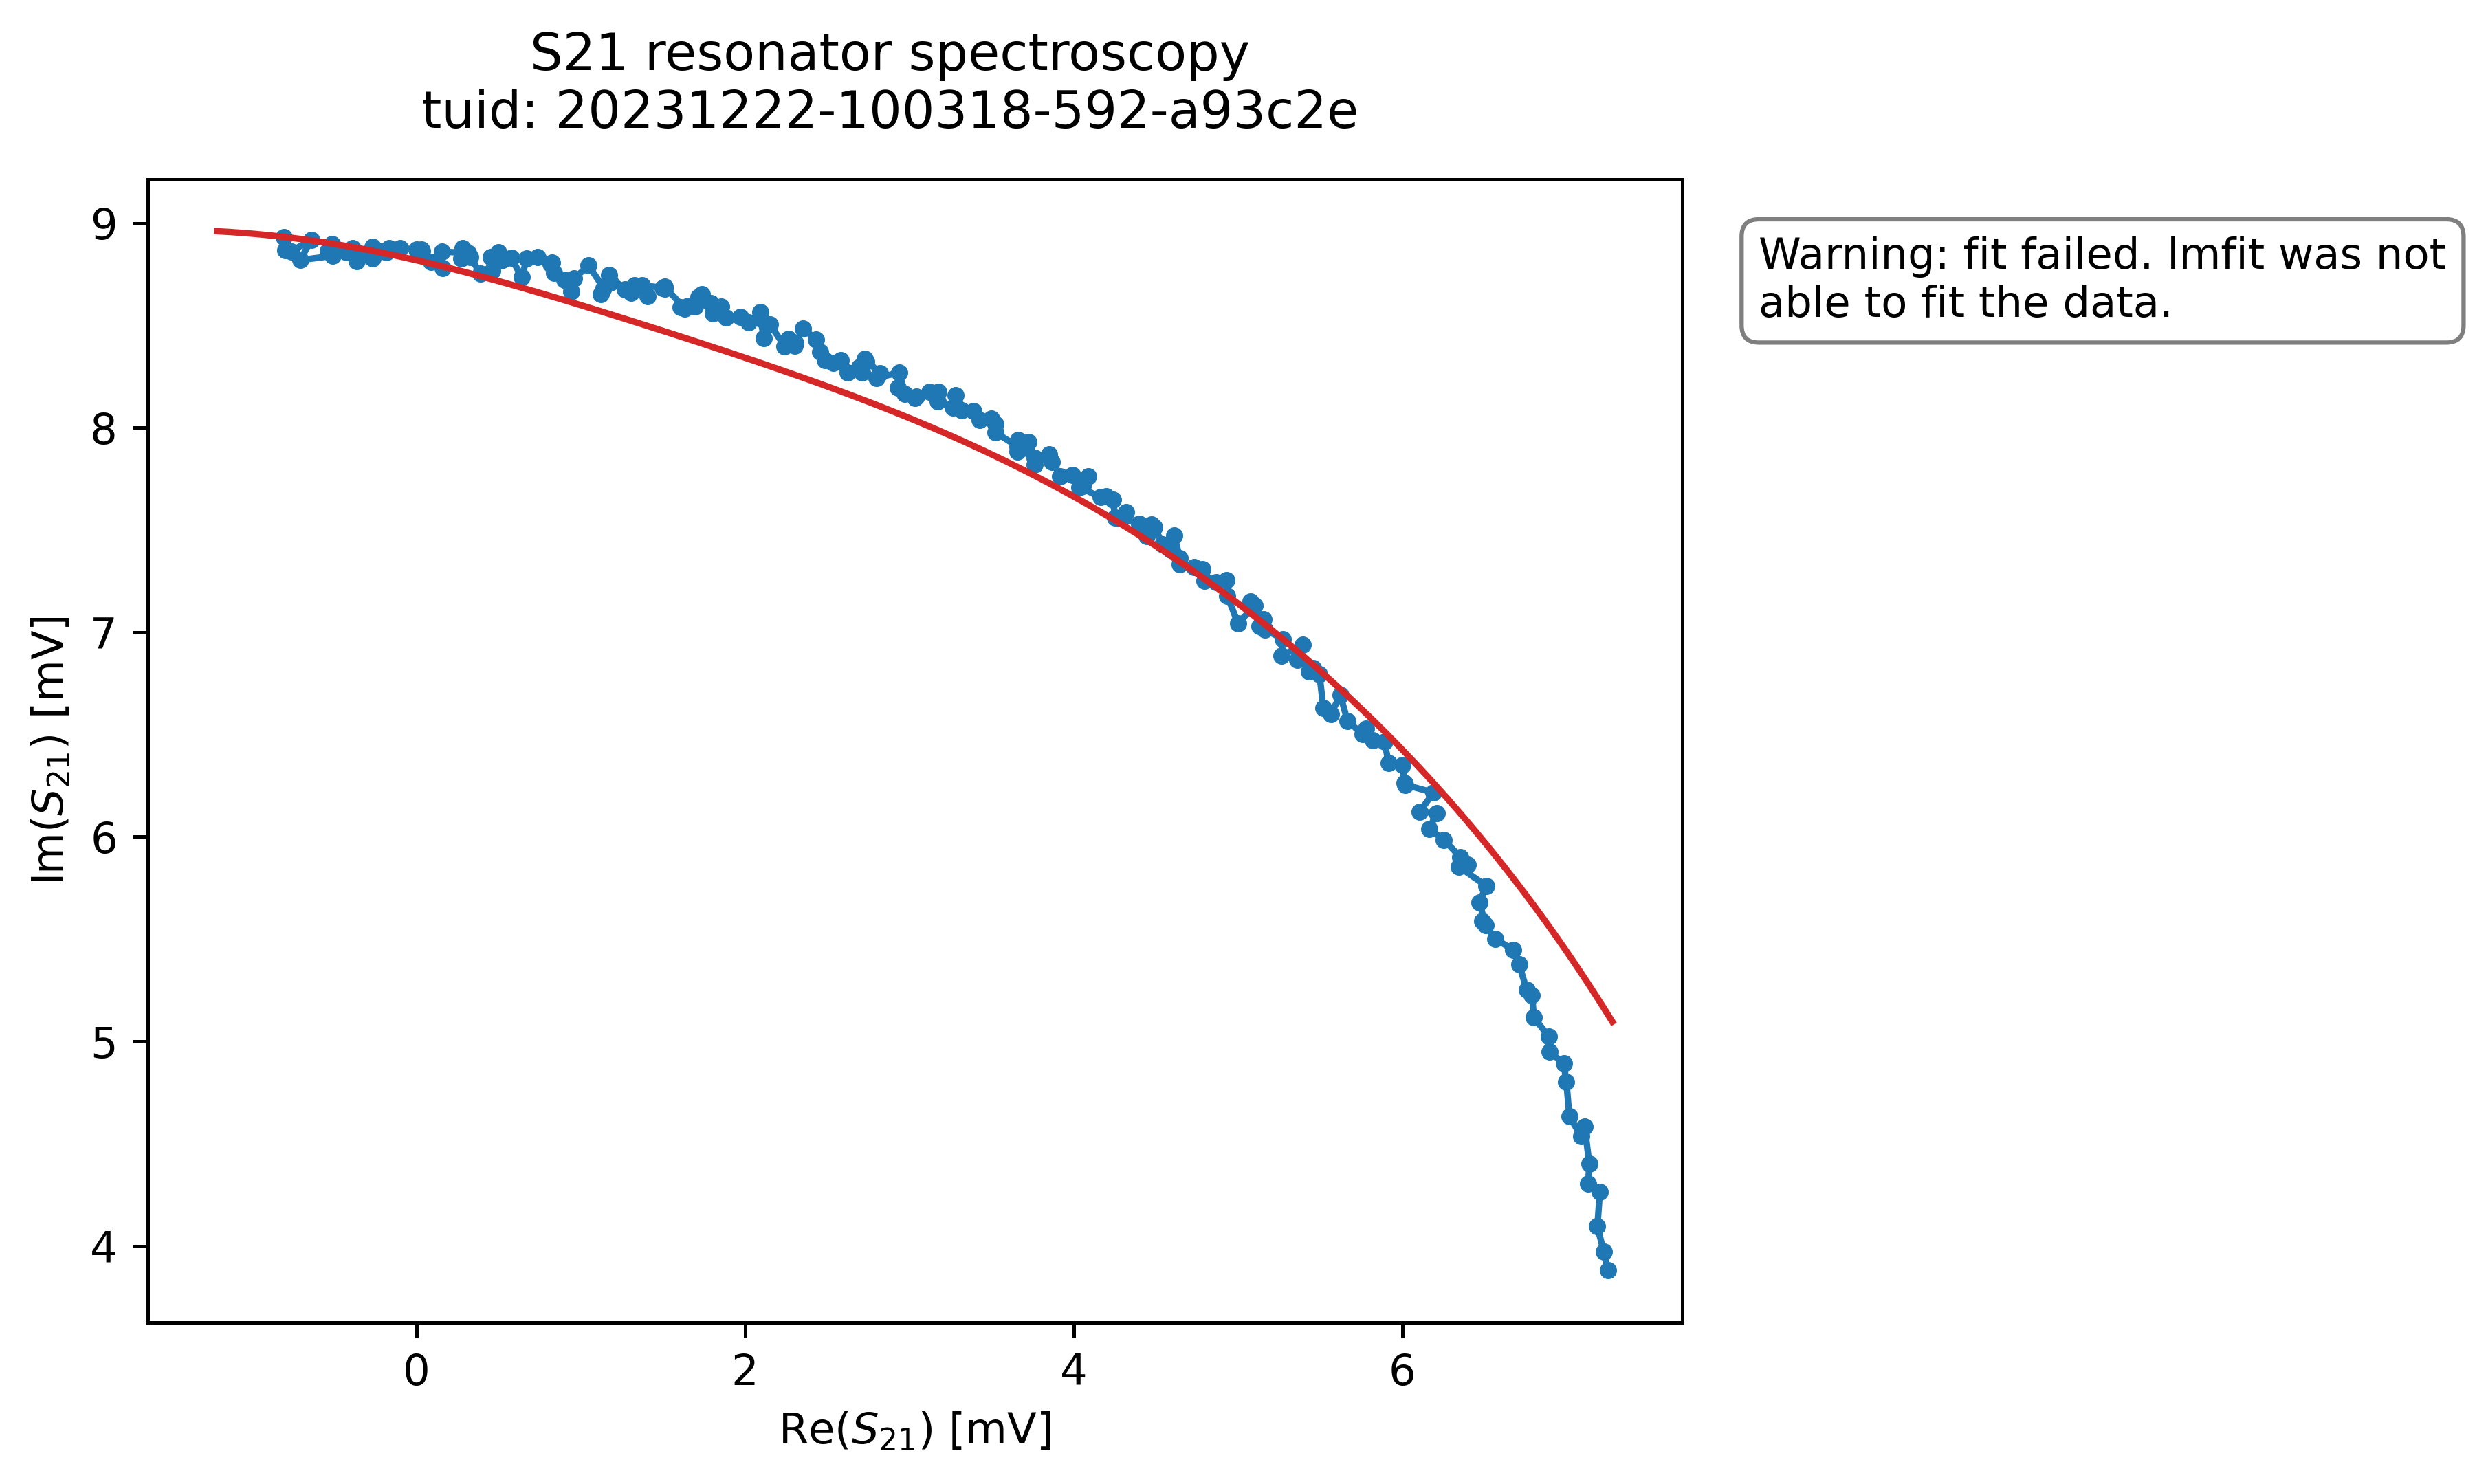 S21 resonator spectroscopy
tuid: 20231222-100318-592-a93c2e
Warning: fit failed. lmfit was not
able to fit the data.
Im(S21) [mV]
9
8
7
6
5
4
0 2 4 6
Re(S21) [mV]